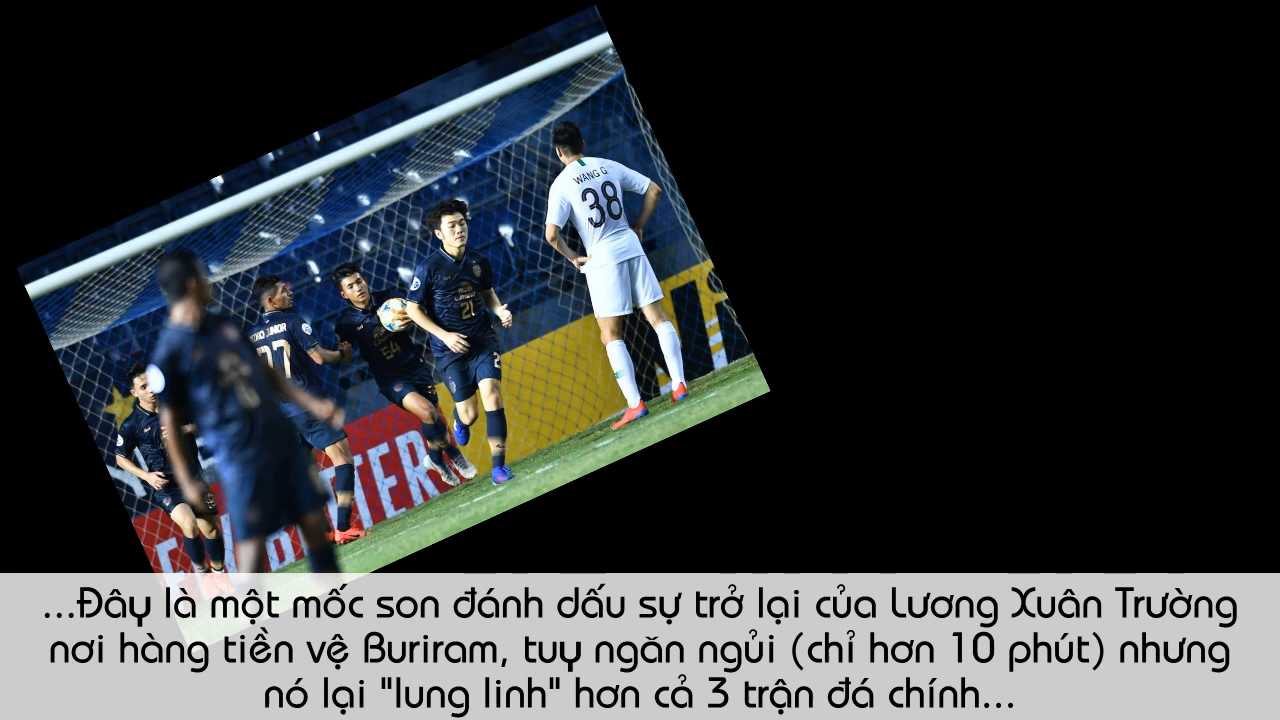 WANG G.
38
21
54
...Đây là một mốc son đánh dấu sự trở lại của Lương Xuân Trường
nơi hàng tiền vệ Buriram, tuy ngăn ngủi (chỉ hơn 10 phút) nhưng
nó lại "lung linh" hơn cả 3 trận đá chính...